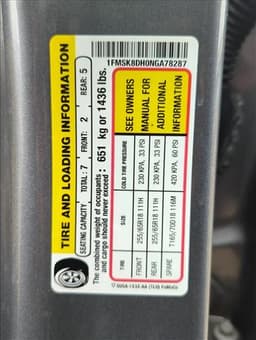 1FMSK8DH0NGA78287
TIRE AND LOADING INFORMATION
SEATING CAPACITY TOTAL: 7 FRONT: 2 REAR: 5
The combined weight of occupants
and cargo should never exceed: 651 kg or 1436 lbs.
TIRE SIZE COLD TIRE PRESSURE
FRONT 255/65R18 111H 230 KPA, 33 PSI
REAR 255/65R18 111H 230 KPA, 33 PSI
SPARE T165/70D18 116M 420 KPA, 60 PSI
SEE OWNERS
MANUAL FOR
ADDITIONAL
INFORMATION